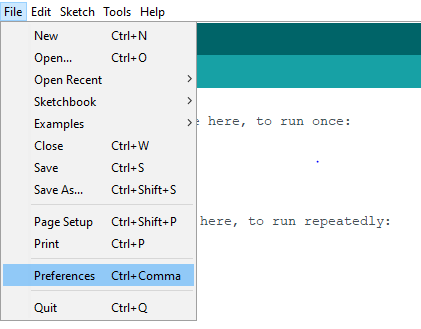 File Edit Sketch Tools Help
New Ctrl+N
Open... Ctrl+O
Open Recent
Sketchbook
Examples
here, to run once:
Close Ctrl+W
Save Ctrl+S
Save As... Ctrl+Shift+S
Page Setup Ctrl+Shift+P
here, to run repeatedly:
Print Ctrl+P
Preferences Ctrl+Comma
Quit Ctrl+Q